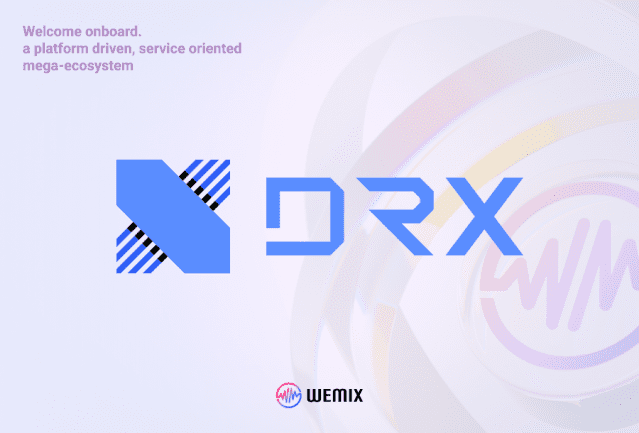 Welcome onboard.
a platform driven, service oriented
mega-ecosystem
DRX
WEMIX